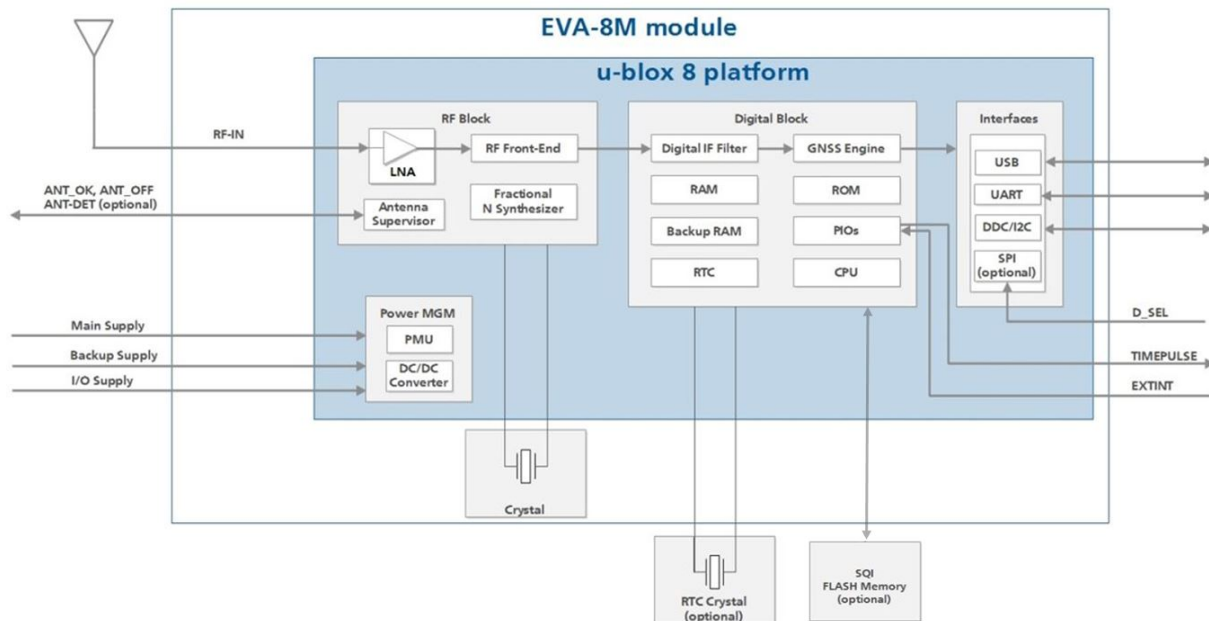 EVA-8M module
u-blox 8 platform
RF Block
Digital Block
Interfaces
RF-IN
LNA
RF Front-End
Digital IF Filter
GNSS Engine
USB
ANT_OK, ANT_OFF
ANT-DET (optional)
Antenna
Supervisor
Fractional
N Synthesizer
RAM
ROM
UART
Backup RAM
PIOs
DDC/I2C
RTC
CPU
SPI
(optional)
Power MGM
Main Supply
PMU
D_SEL
Backup Supply
DC/DC
Converter
TIMEPULSE
I/O Supply
EXTINT
Crystal
RTC Crystal
(optional)
SQI
FLASH Memory
(optional)